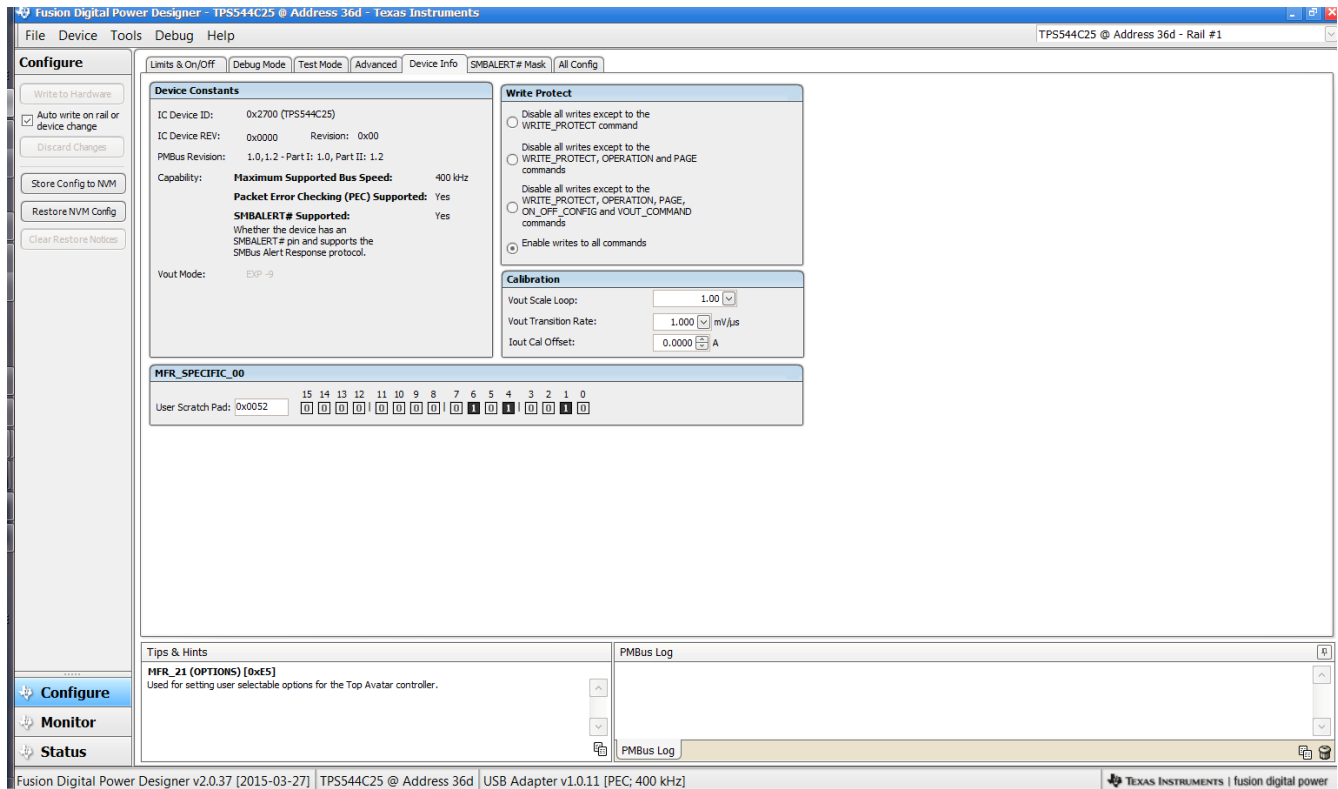 Fusion Digital Power Designer - TPS544C25 @ Address 36d - Texas Instruments
File Device Tools Debug Help
TPS544C25 @ Address 36d - Rail #1
Configure
Write to Hardware
Auto write on rail or
device change
Discard Changes
Store Config to NVM
Restore NVM Config
Clear Restore Notices
Limits & On/Off Debug Mode Test Mode Advanced Device Info SMBALERT# Mask All Config
Device Constants
IC Device ID: 0x2700 (TPS544C25)
IC Device REV: 0x0000 Revision: 0x00
PMBus Revision: 1.0,1.2 - Part I: 1.0, Part II: 1.2
Capability: Maximum Supported Bus Speed: 400 kHz
Packet Error Checking (PEC) Supported: Yes
SMBALERT# Supported: Yes
Whether the device has an
SMBALERT# pin and supports the
SMBus Alert Response protocol.
Vout Mode: EXP -9
Write Protect
Disable all writes except to the
WRITE_PROTECT command
Disable all writes except to the
WRITE_PROTECT, OPERATION and PAGE
commands
Disable all writes except to the
WRITE_PROTECT, OPERATION, PAGE,
ON_OFF_CONFIG and VOUT_COMMAND
commands
Enable writes to all commands
Calibration
Vout Scale Loop: 1.00
Vout Transition Rate: 1.000 mV/µs
Iout Cal Offset: 0.0000 A
MFR_SPECIFIC_00
15 14 13 12 11 10 9 8 7 6 5 4 3 2 1 0
User Scratch Pad: 0x0052 0 0 0 0 0 0 0 0 0 1 0 1 0 0 1 0
Tips & Hints
MFR_21 (OPTIONS) [0xE5]
Used for setting user selectable options for the Top Avatar controller.
PMBus Log
PMBus Log
Configure
Monitor
Status
Fusion Digital Power Designer v2.0.37 [2015-03-27] TPS544C25 @ Address 36d USB Adapter v1.0.11 [PEC; 400 kHz]
TEXAS INSTRUMENTS | fusion digital power